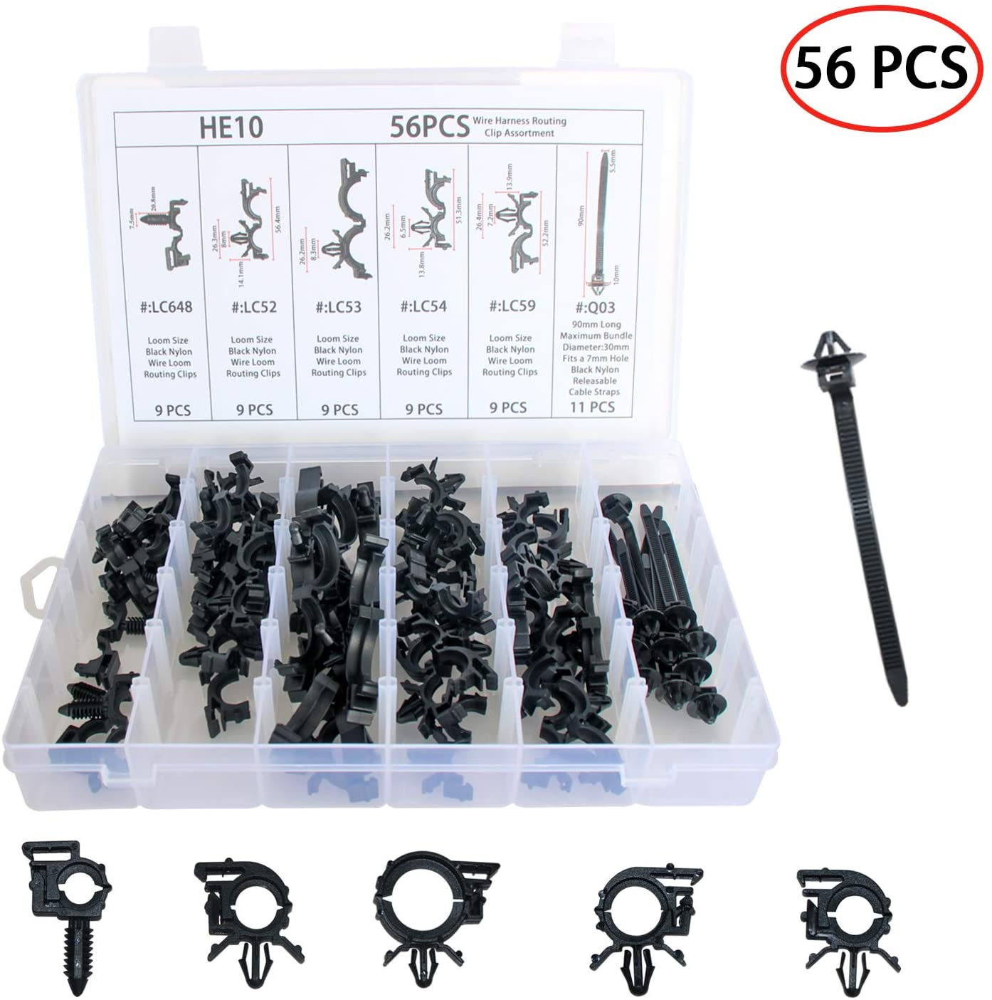 56 PCS
HE10
56PCS Wire Harness Routing
Clip Assortment
7.5mm
20.8mm
26.3mm
8mm
14.1mm
56.4mm
26.2mm
8.3mm
26.2mm
6.5mm
13.8mm
51.3mm
26.4mm
7.2mm
13.9mm
52.2mm
90mm
5.5mm
10mm
#:LC648
Loom Size
Black Nylon
Wire Loom
Routing Clips
9 PCS
#:LC52
Loom Size
Black Nylon
Wire Loom
Routing Clips
9 PCS
#:LC53
Loom Size
Black Nylon
Wire Loom
Routing Clips
9 PCS
#:LC54
Loom Size
Black Nylon
Wire Loom
Routing Clips
9 PCS
#:LC59
Loom Size
Black Nylon
Wire Loom
Routing Clips
9 PCS
#:Q03
90mm Long
Maximum Bundle
Diameter:30mm
Fits a 7mm Hole
Black Nylon
Releasable
Cable Straps
11 PCS